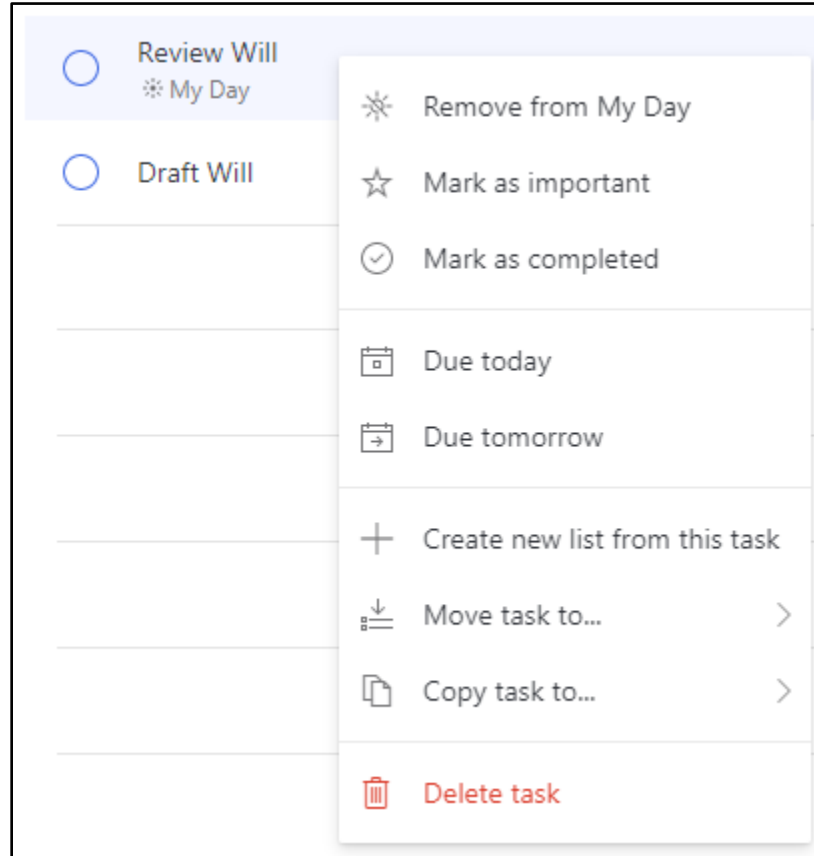 Review Will
My Day
Draft Will
Remove from My Day
Mark as important
Mark as completed
Due today
Due tomorrow
Create new list from this task
Move task to...
Copy task to...
Delete task